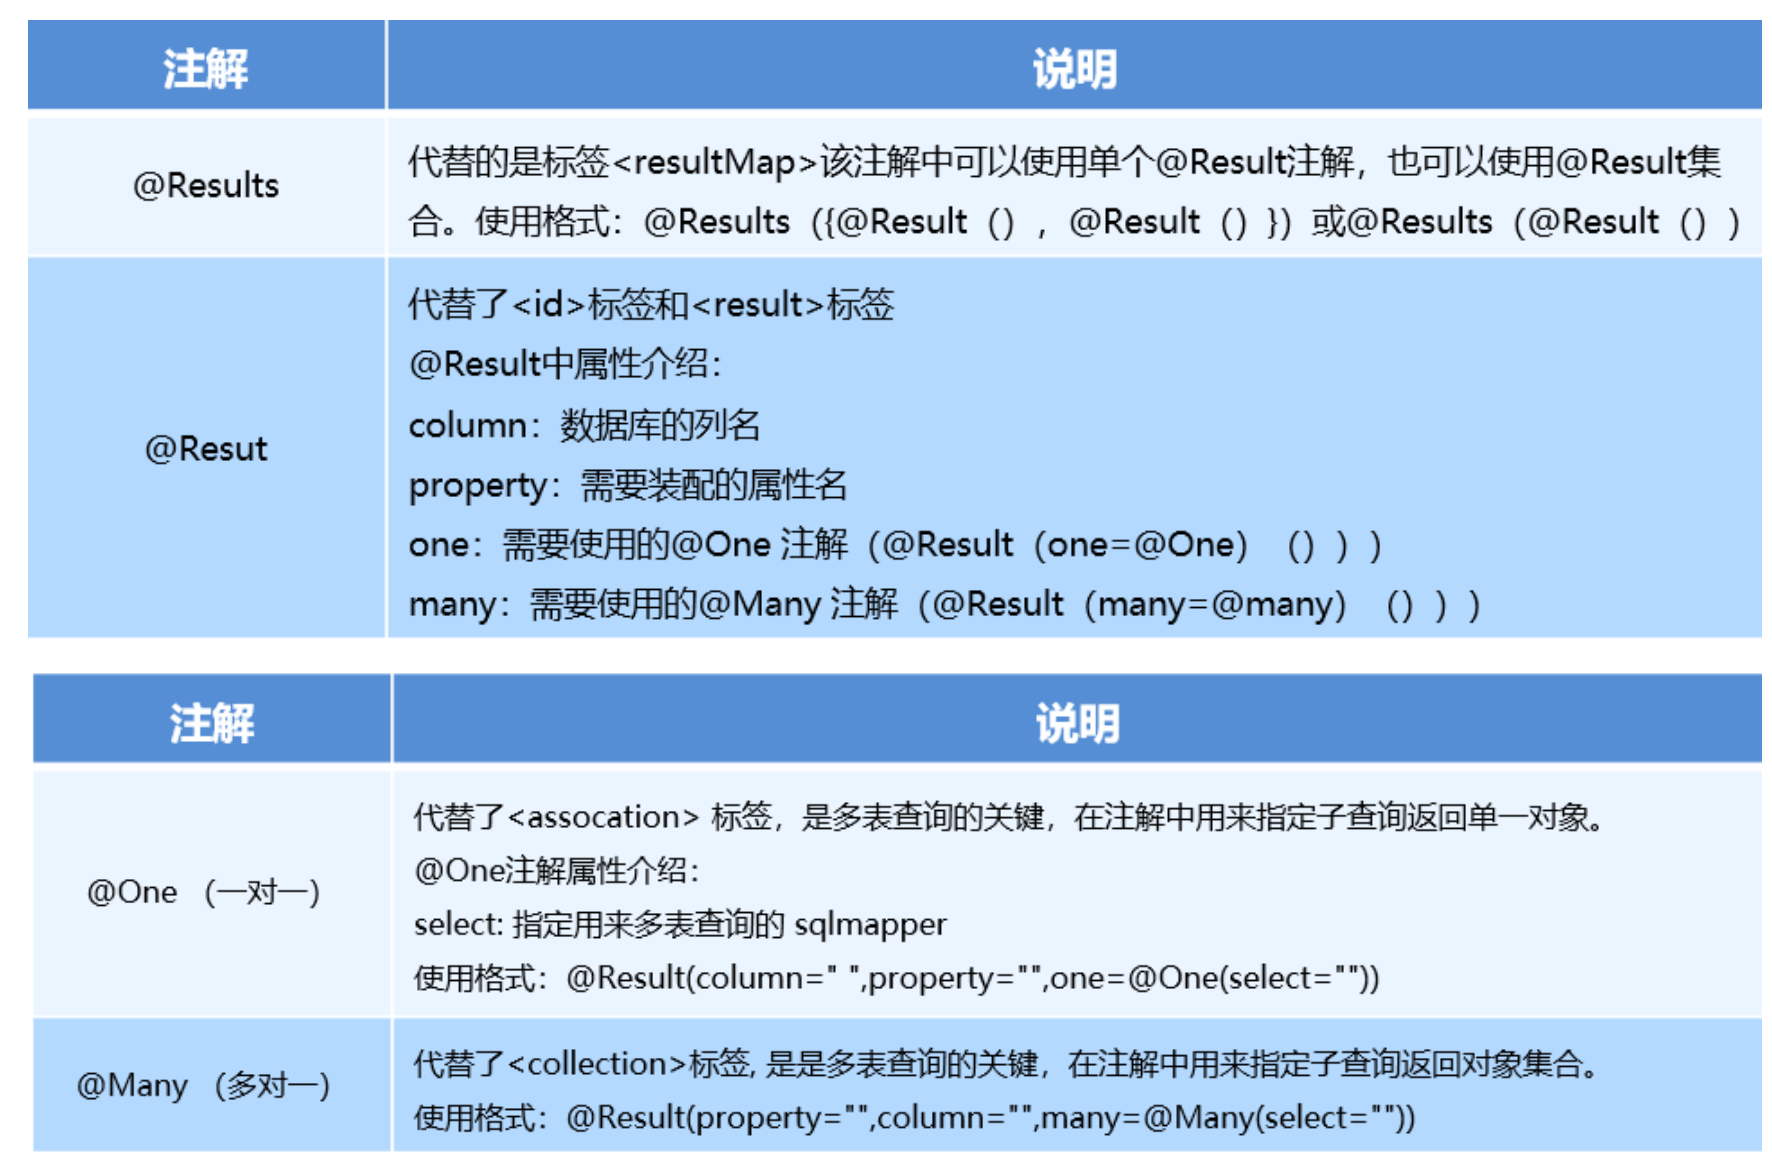 注解 说明
@Results
代替的是标签<resultMap>该注解中可以使用单个@Result注解，也可以使用@Result集
合。使用格式：@Results（{@Result（），@Result（）}）或@Results（@Result（））
@Resut
代替了<id>标签和<result>标签
@Result中属性介绍：
column：数据库的列名
property：需要装配的属性名
one：需要使用的@One 注解（@Result（one=@One）（）））
many：需要使用的@Many 注解（@Result（many=@many）（）））
注解 说明
@One （一对一）
代替了<assocation> 标签，是多表查询的关键，在注解中用来指定子查询返回单一对象。
@One注解属性介绍：
select: 指定用来多表查询的 sqlmapper
使用格式：@Result(column=" ",property="",one=@One(select=""))
@Many （多对一）
代替了<collection>标签, 是是多表查询的关键，在注解中用来指定子查询返回对象集合。
使用格式：@Result(property="",column="",many=@Many(select=""))